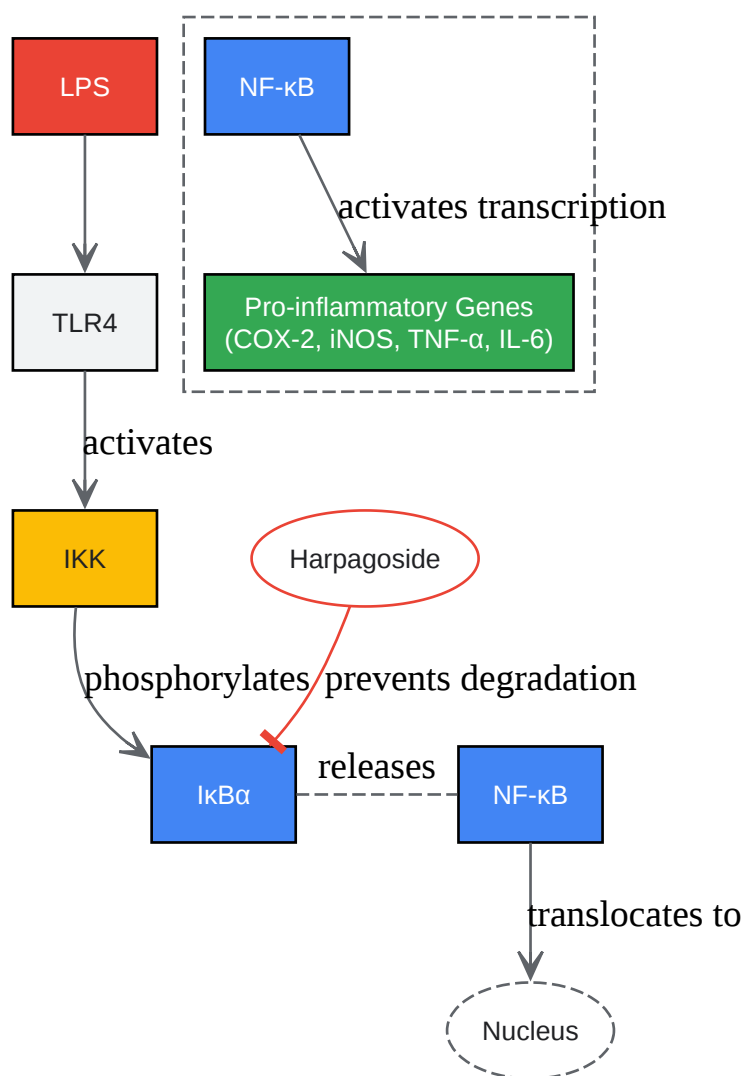 LPS
NF-κB
activates transcription
TLR4
Pro-inflammatory Genes
(COX-2, iNOS, TNF-α, IL-6)
activates
IKK
Harpagoside
phosphorylates
prevents degradation
IκBα
releases
NF-κB
translocates to
Nucleus